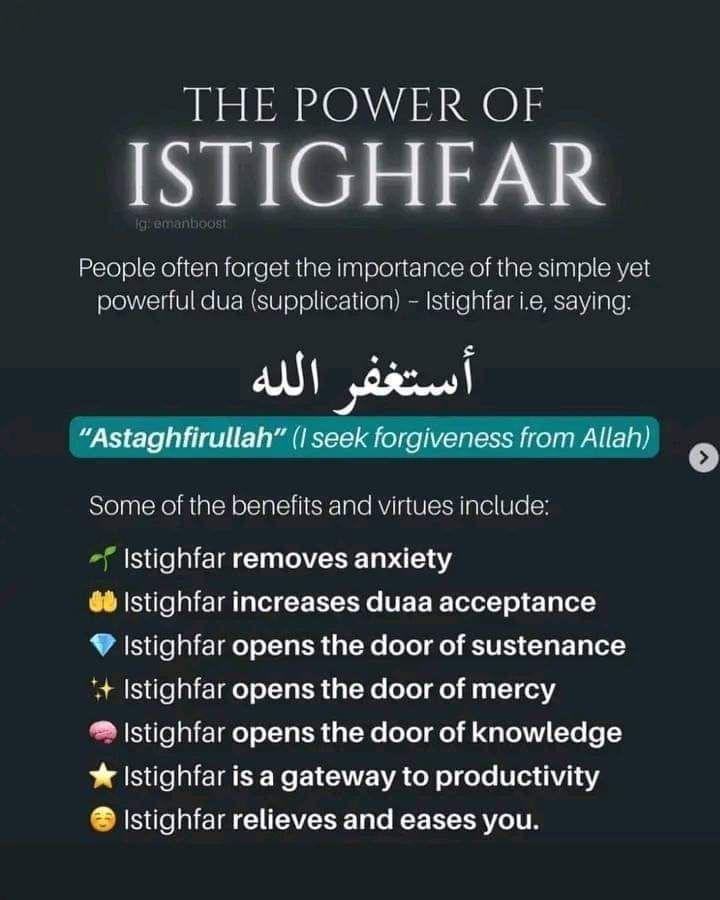 THE POWER OF
ISTIGHFAR
Ig: emanboost
People often forget the importance of the simple yet
powerful dua (supplication) – Istighfar i.e, saying:
أستغفر الله
"Astaghfirullah" (I seek forgiveness from Allah)
Some of the benefits and virtues include:
🌱 Istighfar removes anxiety
🤲 Istighfar increases duaa acceptance
💎 Istighfar opens the door of sustenance
✨ Istighfar opens the door of mercy
🧠 Istighfar opens the door of knowledge
⭐ Istighfar is a gateway to productivity
☺️ Istighfar relieves and eases you.